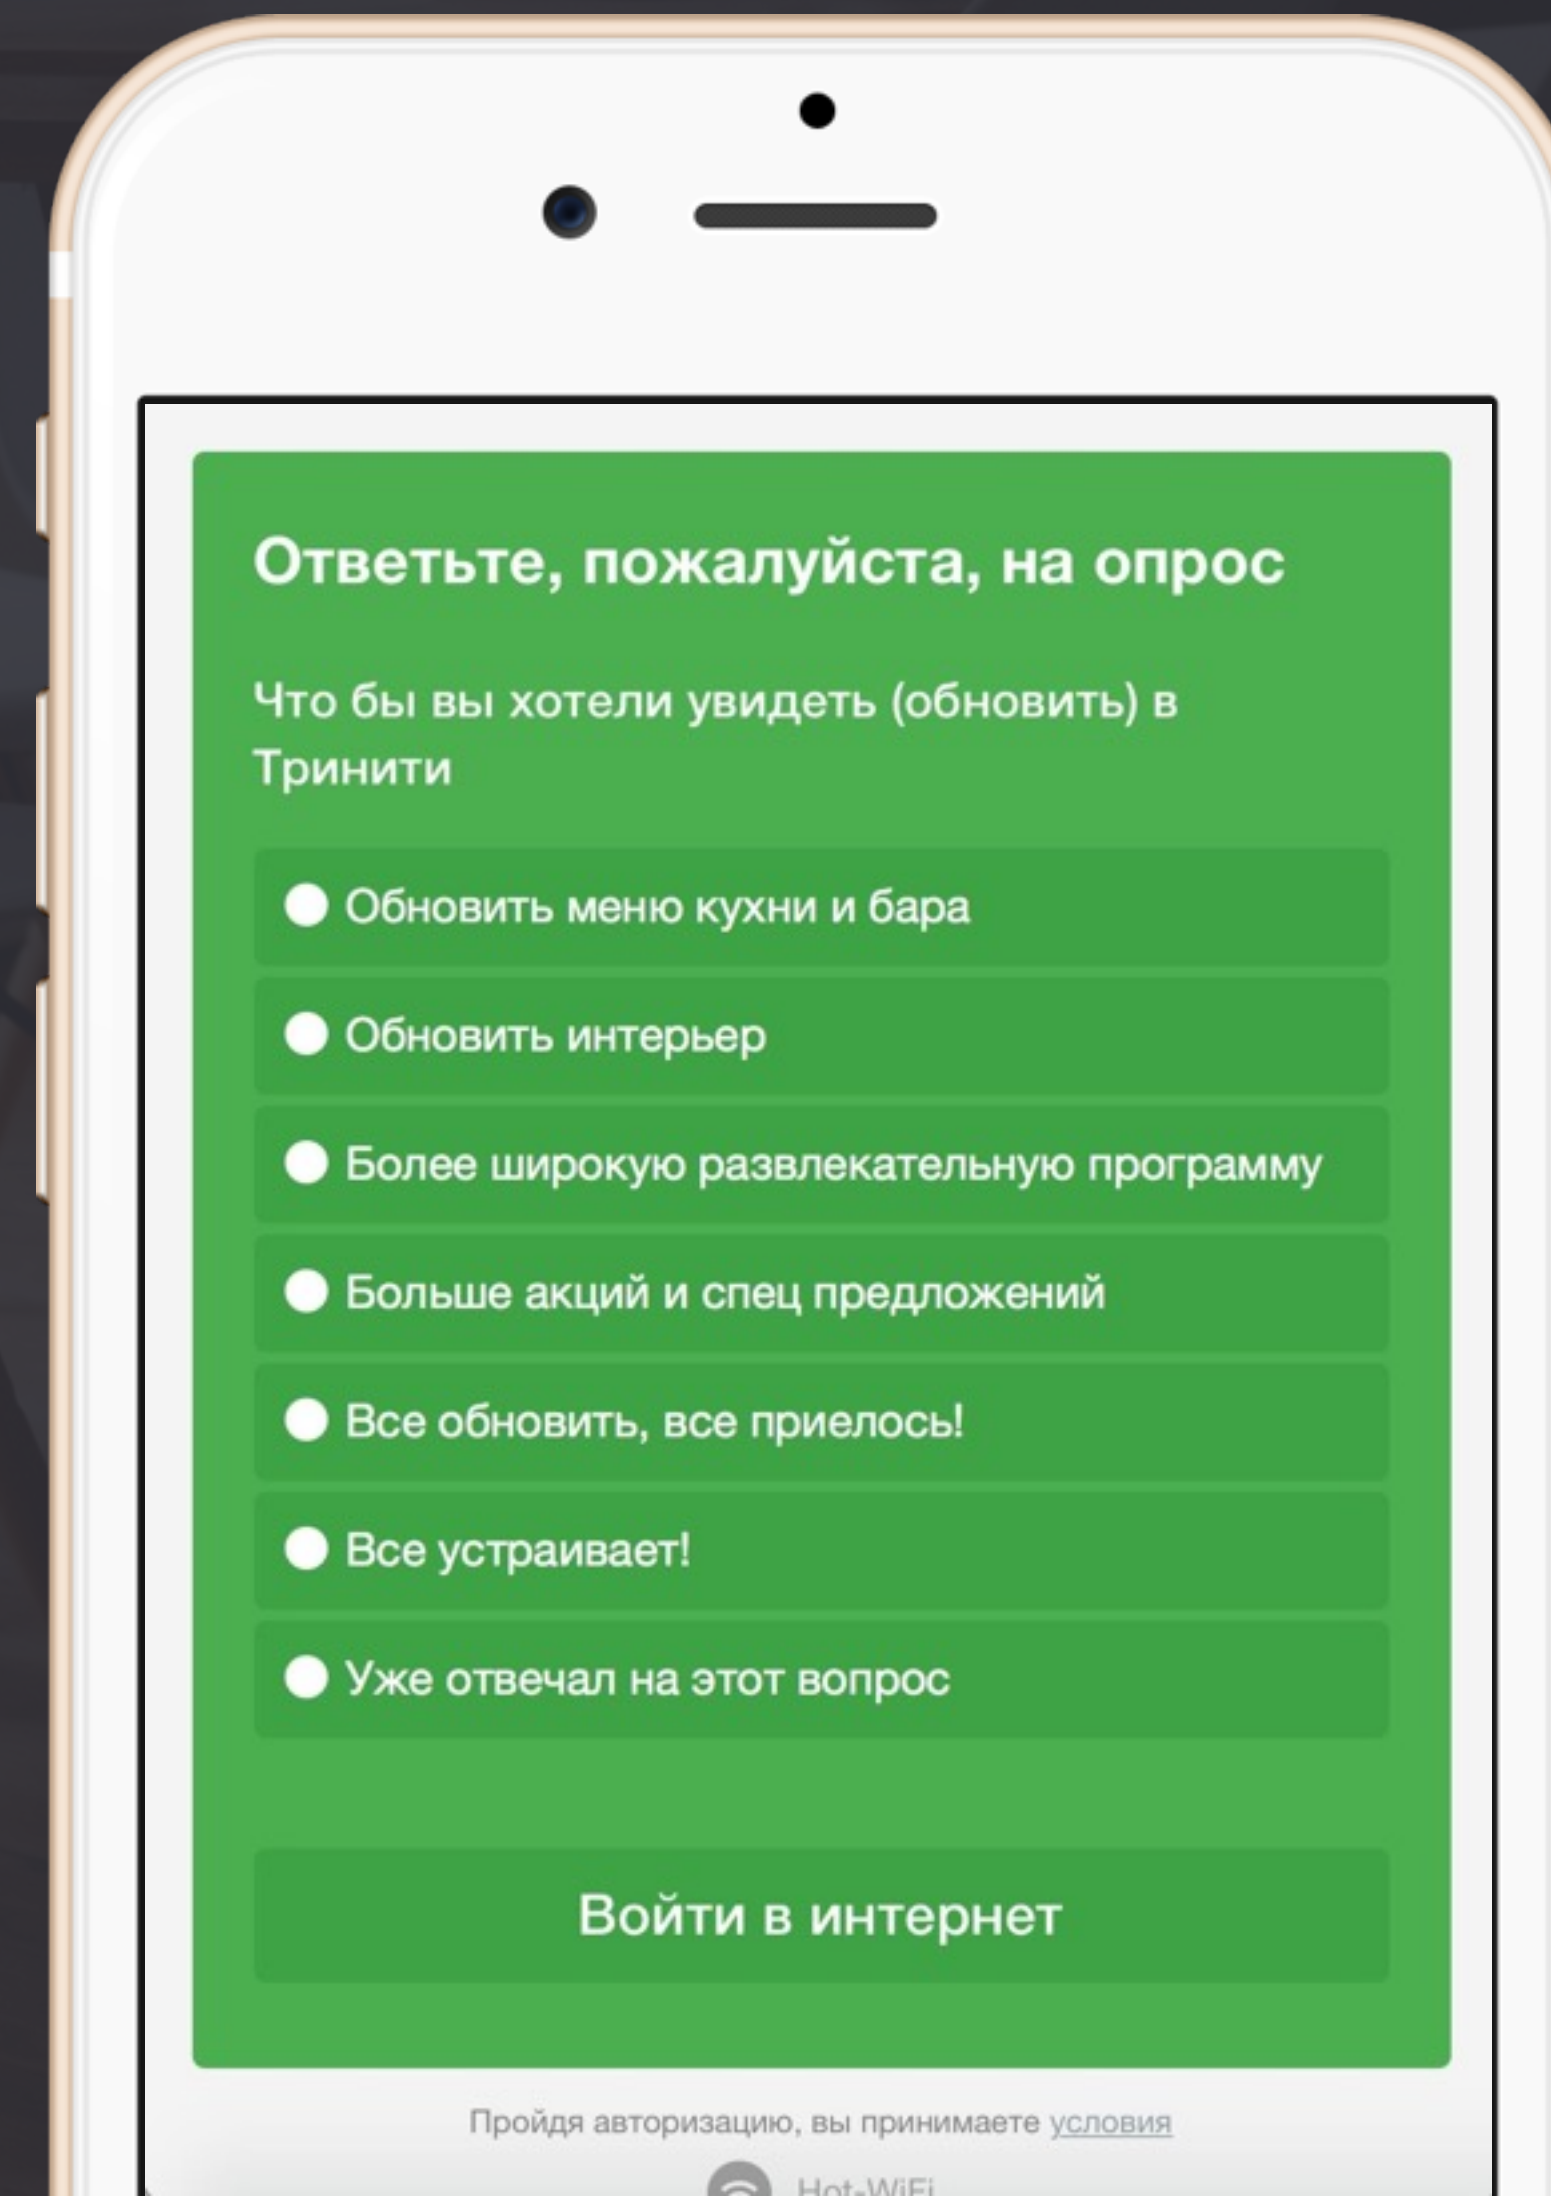 Ответьте, пожалуйста, на опрос
Что бы вы хотели увидеть (обновить) в
Тринити
Обновить меню кухни и бара
Обновить интерьер
Более широкую развлекательную программу
Больше акций и спец предложений
Все обновить, все приелось!
Все устраивает!
Уже отвечал на этот вопрос
Войти в интернет
Пройдя авторизацию, вы принимаете условия
Hot-WiFi